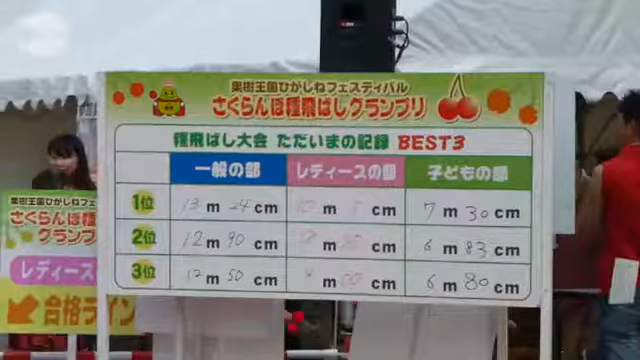 果樹王国ひがしねフェスティバル
さくらんぼ種飛ばしグランプリ
種飛ばし大会 ただいまの記録 BEST3
一般の部 レディースの部 子どもの部
1位 13 m 24 cm m cm 7 m 30 cm
2位 12 m 90 cm m cm 6 m 83 cm
3位 12 m 50 cm m cm 6 m 80 cm
果樹王国ひがしねフェ
さくらんぼ種
グランプ
レディース
合格ライン